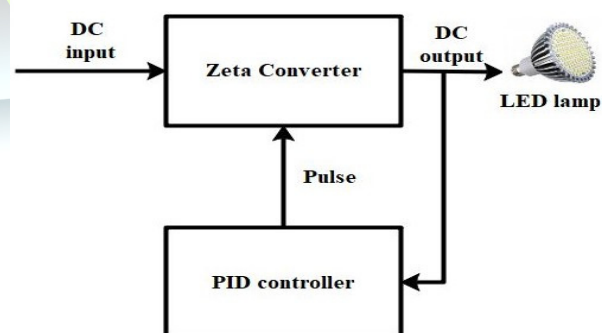 DC
input
Zeta Converter
DC
output
LED lamp
Pulse
PID controller